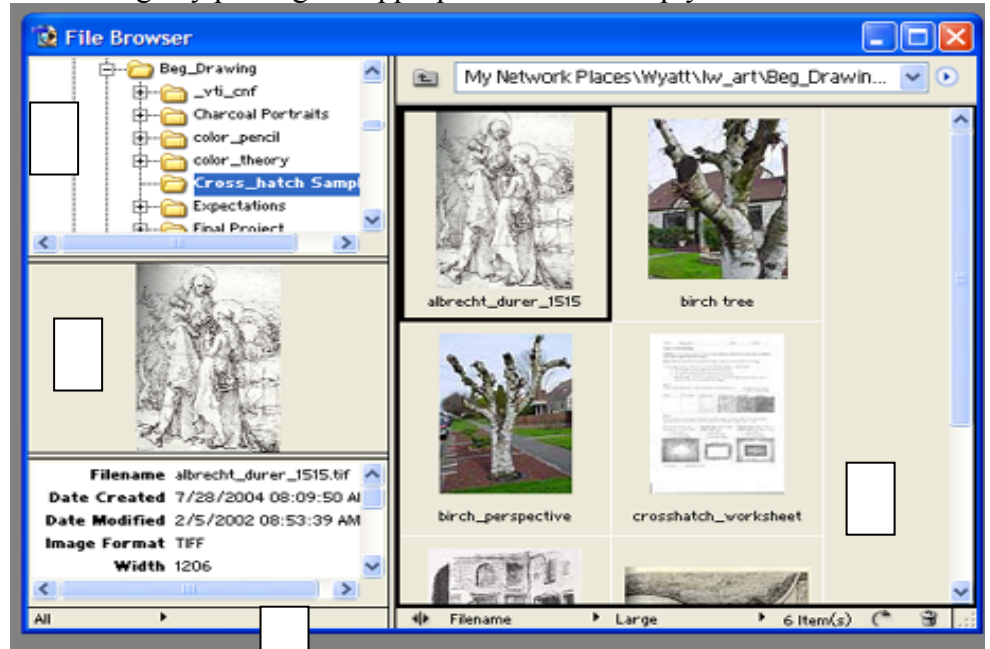 File Browser
Beg_Drawing
_vti_cnf
Charcoal Portraits
color_pencil
color_theory
Cross_hatch Sampl
Expectations
Final Project
My Network Places\Wyatt\lw_art\Beg_Drawin...
albrecht_durer_1515
birch tree
birch_perspective
crosshatch_worksheet
Filename albrecht_durer_1515.tif
Date Created 7/28/2004 08:09:50 AM
Date Modified 2/5/2002 08:53:39 AM
Image Format TIFF
Width 1206
All
Filename
Large
6 Item(s)